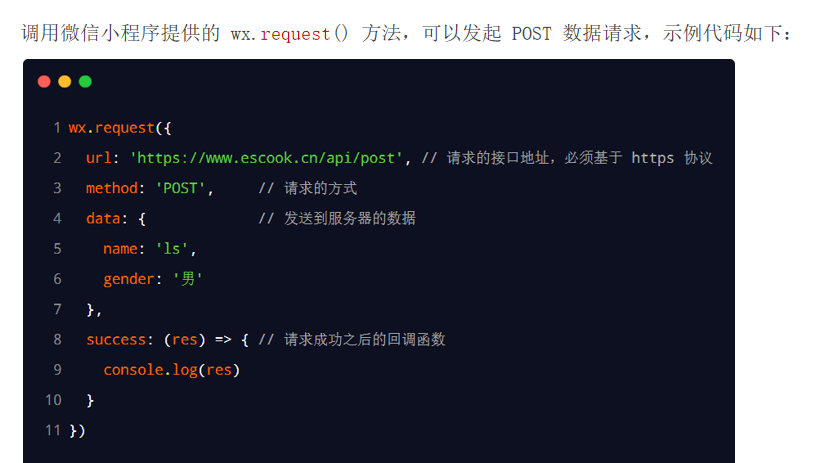 调用微信小程序提供的 wx.request() 方法，可以发起 POST 数据请求，示例代码如下：
1 wx.request({
2   url: 'https://www.escook.cn/api/post', // 请求的接口地址，必须基于 https 协议
3   method: 'POST',     // 请求的方式
4   data: {             // 发送到服务器的数据
5     name: 'ls',
6     gender: '男'
7   },
8   success: (res) => { // 请求成功之后的回调函数
9     console.log(res)
10   }
11 })